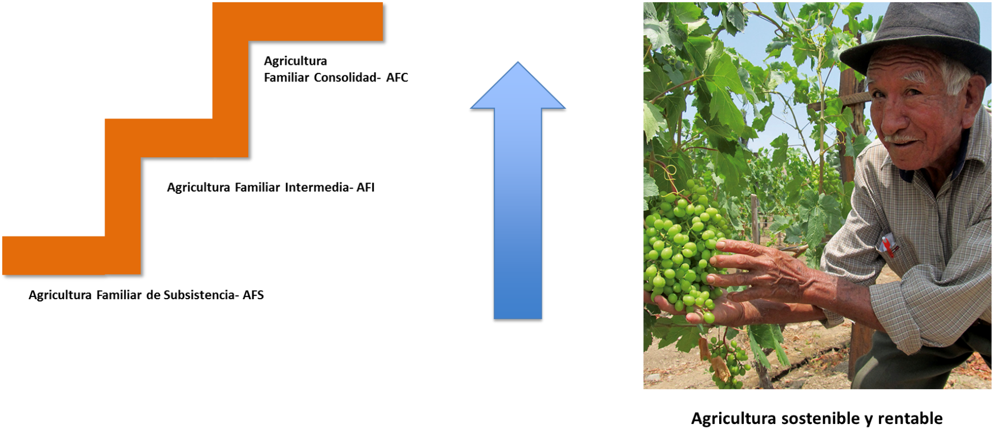 Agricultura
Familiar Consolidad- AFC
Agricultura Familiar Intermedia- AFI
Agricultura Familiar de Subsistencia- AFS
Agricultura sostenible y rentable